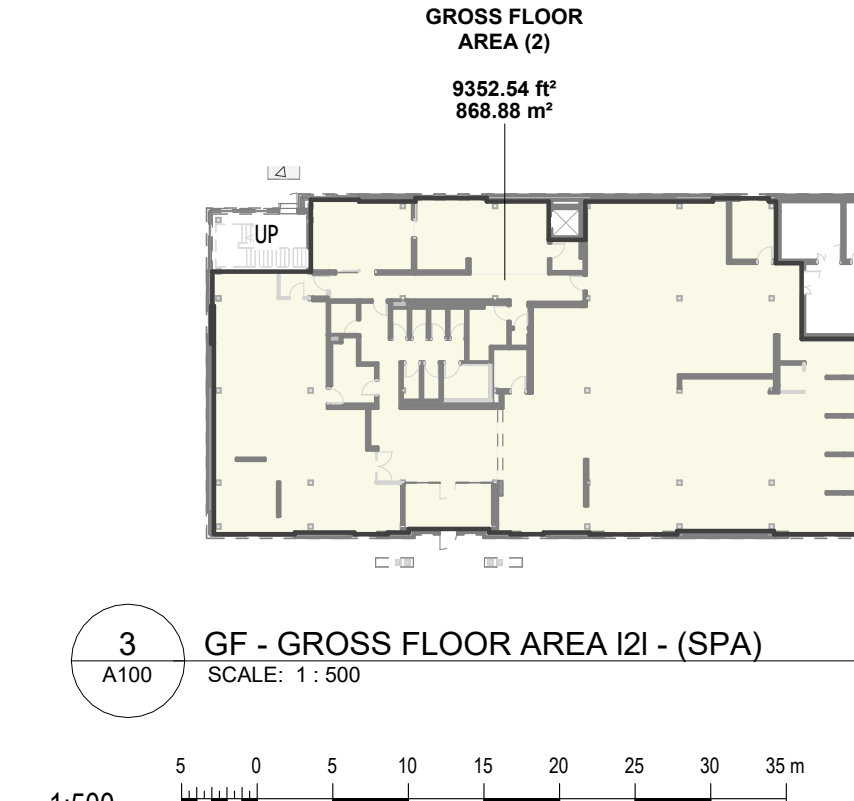 GROSS FLOOR
AREA (2)
9352.54 ft²
868.88 m²
UP
3
A100
GF - GROSS FLOOR AREA |2| - (SPA)
SCALE: 1 : 500
5 0 5 10 15 20 25 30 35 m
1:500